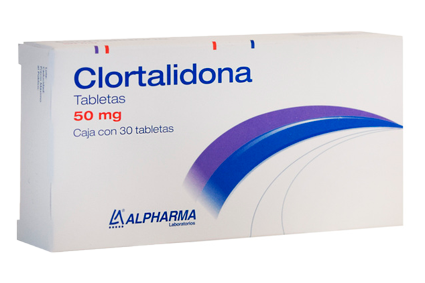 Clortalidona
Tabletas
50 mg
Caja con 30 tabletas
ALPHARMA
Laboratorios